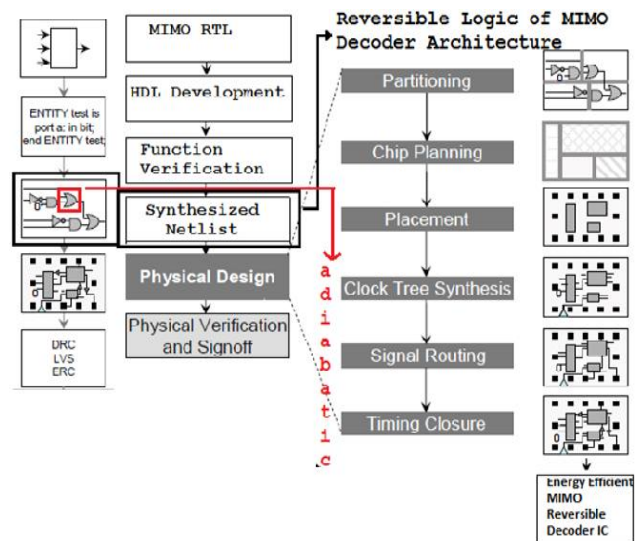 Reversible Logic of MIMO
Decoder Architecture
MIMO RTL
HDL Development
Function
Verification
Synthesized
Netlist
Physical Design
Physical Verification
and Signoff
ENTITY test is
port a: in bit;
end ENTITY test;
DRC
LVS
ERC
adiabatic
Partitioning
Chip Planning
Placement
Clock Tree Synthesis
Signal Routing
Timing Closure
Energy Efficient
MIMO
Reversible
Decoder IC